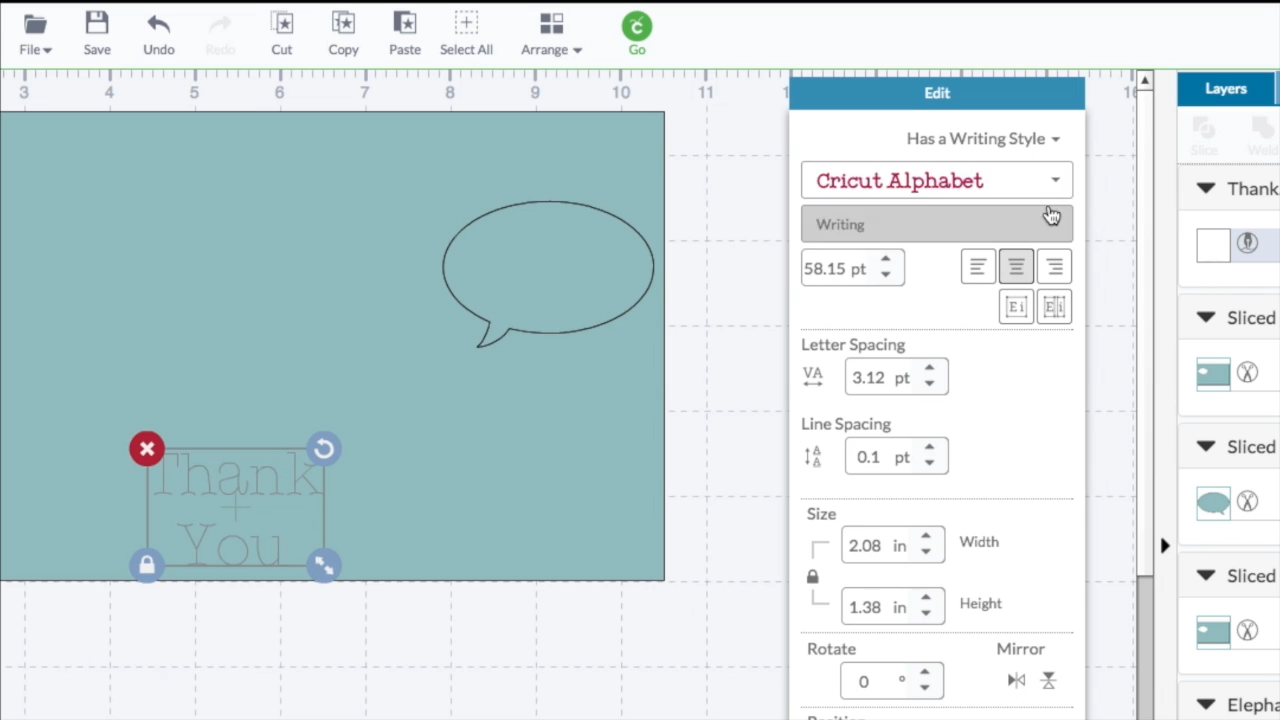 File
Save
Undo
Redo
Cut
Copy
Paste
Select All
Arrange
Go
3 4 5 6 7 8 9 10 11
Thank
You
Edit
Has a Writing Style
Cricut Alphabet
Writing
58.15 pt
Letter Spacing
VA
3.12 pt
Line Spacing
0.1 pt
Size
2.08 in Width
1.38 in Height
Rotate Mirror
0 °
Layers
Slice Weld
Thank
Sliced
Sliced
Sliced
Elepha